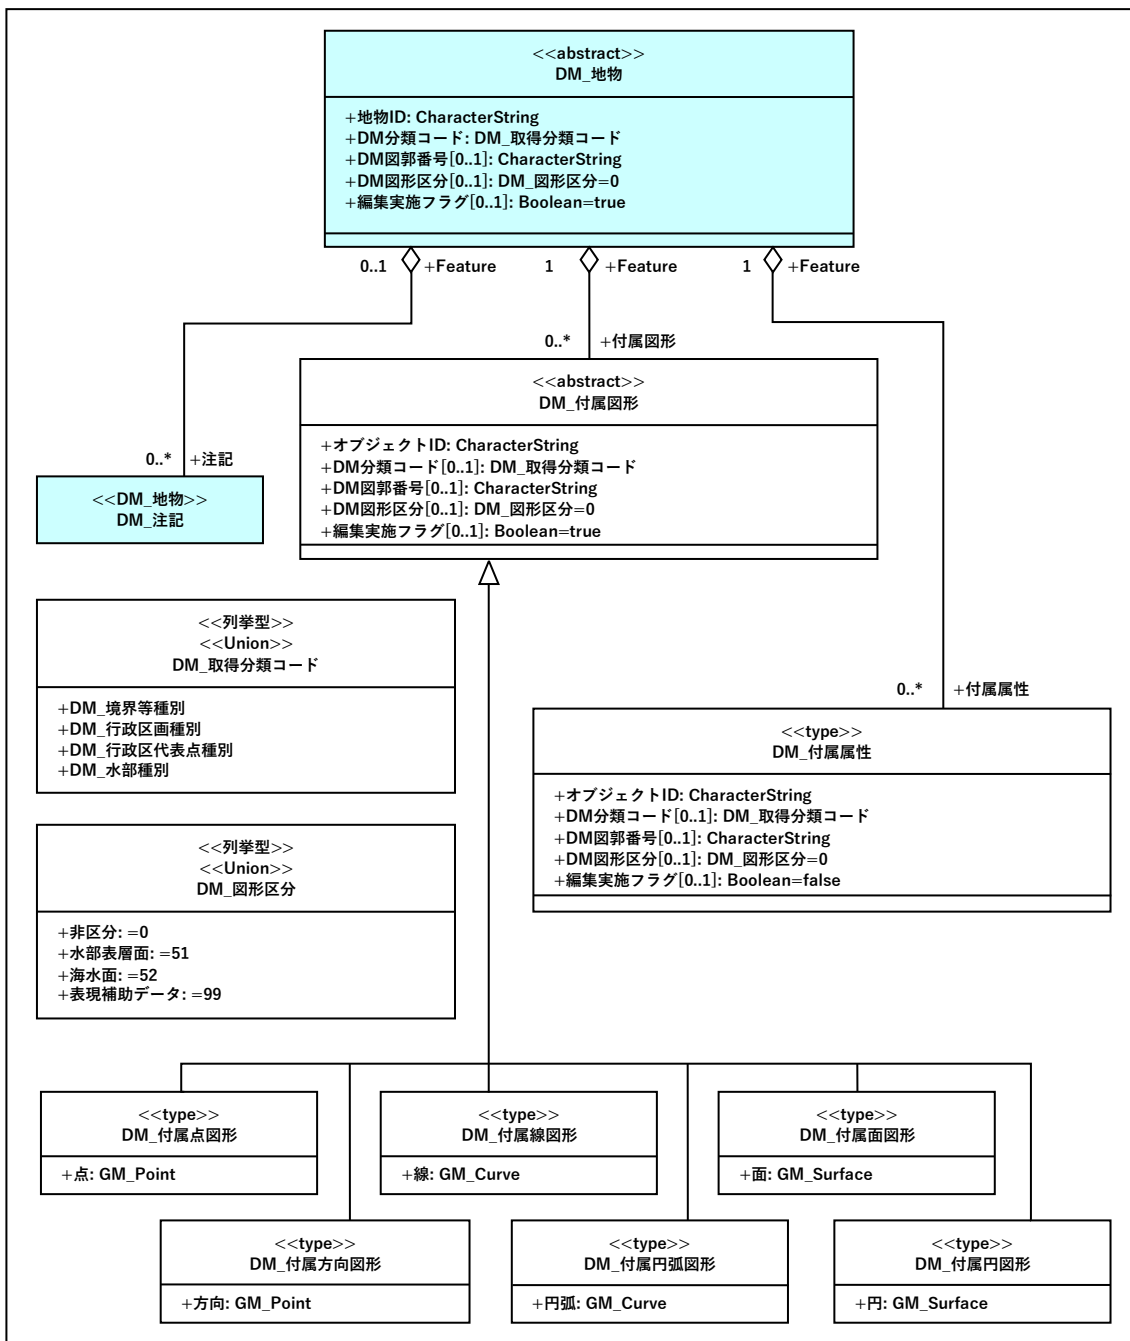 <<abstract>>
DM_地物
+地物ID: CharacterString
+DM分類コード: DM_取得分類コード
+DM図郭番号[0..1]: CharacterString
+DM図形区分[0..1]: DM_図形区分=0
+編集実施フラグ[0..1]: Boolean=true
0..1 +Feature
1 +Feature
1 +Feature
0..* +付属図形
<<abstract>>
DM_付属図形
+オブジェクトID: CharacterString
+DM分類コード[0..1]: DM_取得分類コード
+DM図郭番号[0..1]: CharacterString
+DM図形区分[0..1]: DM_図形区分=0
+編集実施フラグ[0..1]: Boolean=true
0..* +注記
<<DM_地物>>
DM_注記
<<列挙型>>
<<Union>>
DM_取得分類コード
+DM_境界等種別
+DM_行政区画種別
+DM_行政区代表点種別
+DM_水部種別
0..* +付属属性
<<type>>
DM_付属属性
+オブジェクトID: CharacterString
+DM分類コード[0..1]: DM_取得分類コード
+DM図郭番号[0..1]: CharacterString
+DM図形区分[0..1]: DM_図形区分=0
+編集実施フラグ[0..1]: Boolean=false
<<列挙型>>
<<Union>>
DM_図形区分
+非区分: =0
+水部表層面: =51
+海水面: =52
+表現補助データ: =99
<<type>>
DM_付属点図形
+点: GM_Point
<<type>>
DM_付属線図形
+線: GM_Curve
<<type>>
DM_付属面図形
+面: GM_Surface
<<type>>
DM_付属方向図形
+方向: GM_Point
<<type>>
DM_付属円弧図形
+円弧: GM_Curve
<<type>>
DM_付属円図形
+円: GM_Surface